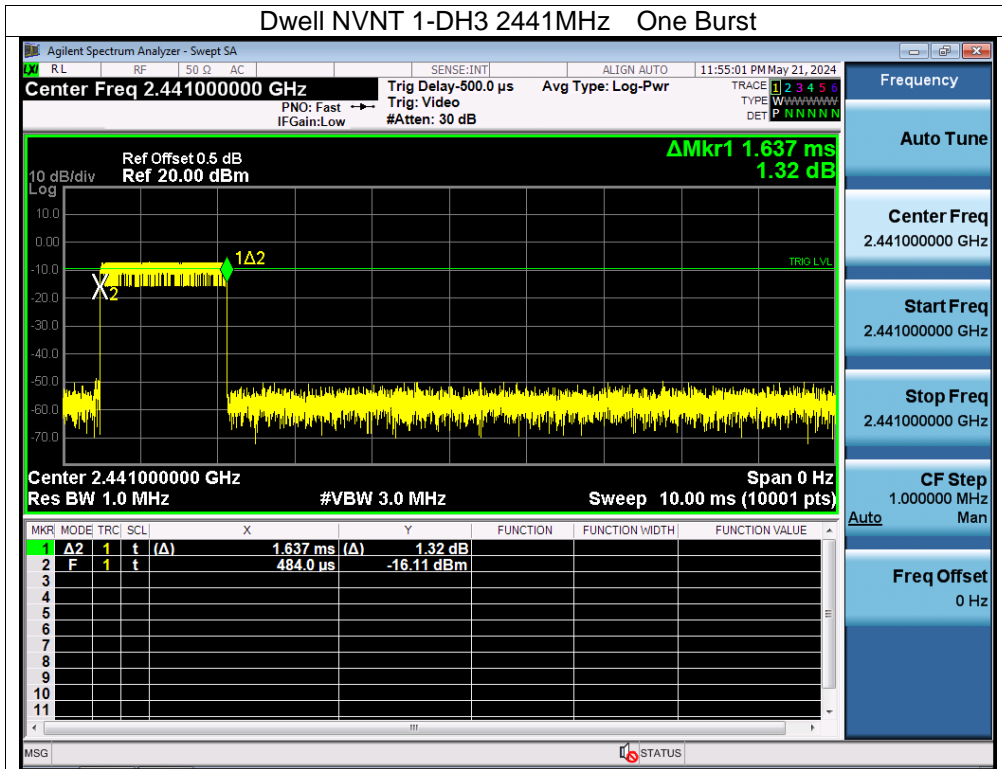 Dwell NVNT 1-DH3 2441MHz One Burst
Agilent Spectrum Analyzer - Swept SA
LXI RL RF 50 Ω AC SENSE:INT ALIGN AUTO 11:55:01 PM May 21, 2024
Center Freq 2.441000000 GHz
PNO: Fast
IFGain:Low
Trig Delay-500.0 µs
Trig: Video
#Atten: 30 dB
Avg Type: Log-Pwr
TRACE 1 2 3 4 5 6
TYPE WWWWWW
DET P N N N N N
ΔMkr1 1.637 ms
1.32 dB
Ref Offset 0.5 dB
10 dB/div Ref 20.00 dBm
Log
10.0
0.00
-10.0
-20.0
-30.0
-40.0
-50.0
-60.0
-70.0
1Δ2
2
TRIG LVL
Center 2.441000000 GHz Span 0 Hz
Res BW 1.0 MHz #VBW 3.0 MHz Sweep 10.00 ms (10001 pts)
MKR MODE TRC SCL X Y FUNCTION FUNCTION WIDTH FUNCTION VALUE
1 Δ2 1 t (Δ) 1.637 ms (Δ) 1.32 dB
2 F 1 t 484.0 µs -16.11 dBm
3
4
5
6
7
8
9
10
11
MSG STATUS
Frequency
Auto Tune
Center Freq
2.441000000 GHz
Start Freq
2.441000000 GHz
Stop Freq
2.441000000 GHz
CF Step
1.000000 MHz
Auto Man
Freq Offset
0 Hz